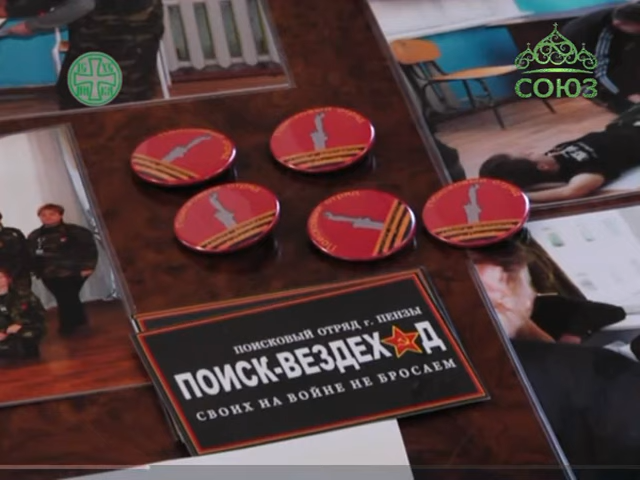 СОЮЗ
ПОИСКОВЫЙ ОТРЯД г. ПЕНЗЫ
ПОИСК-ВЕЗДЕХОД
СВОИХ НА ВОЙНЕ НЕ БРОСАЕМ